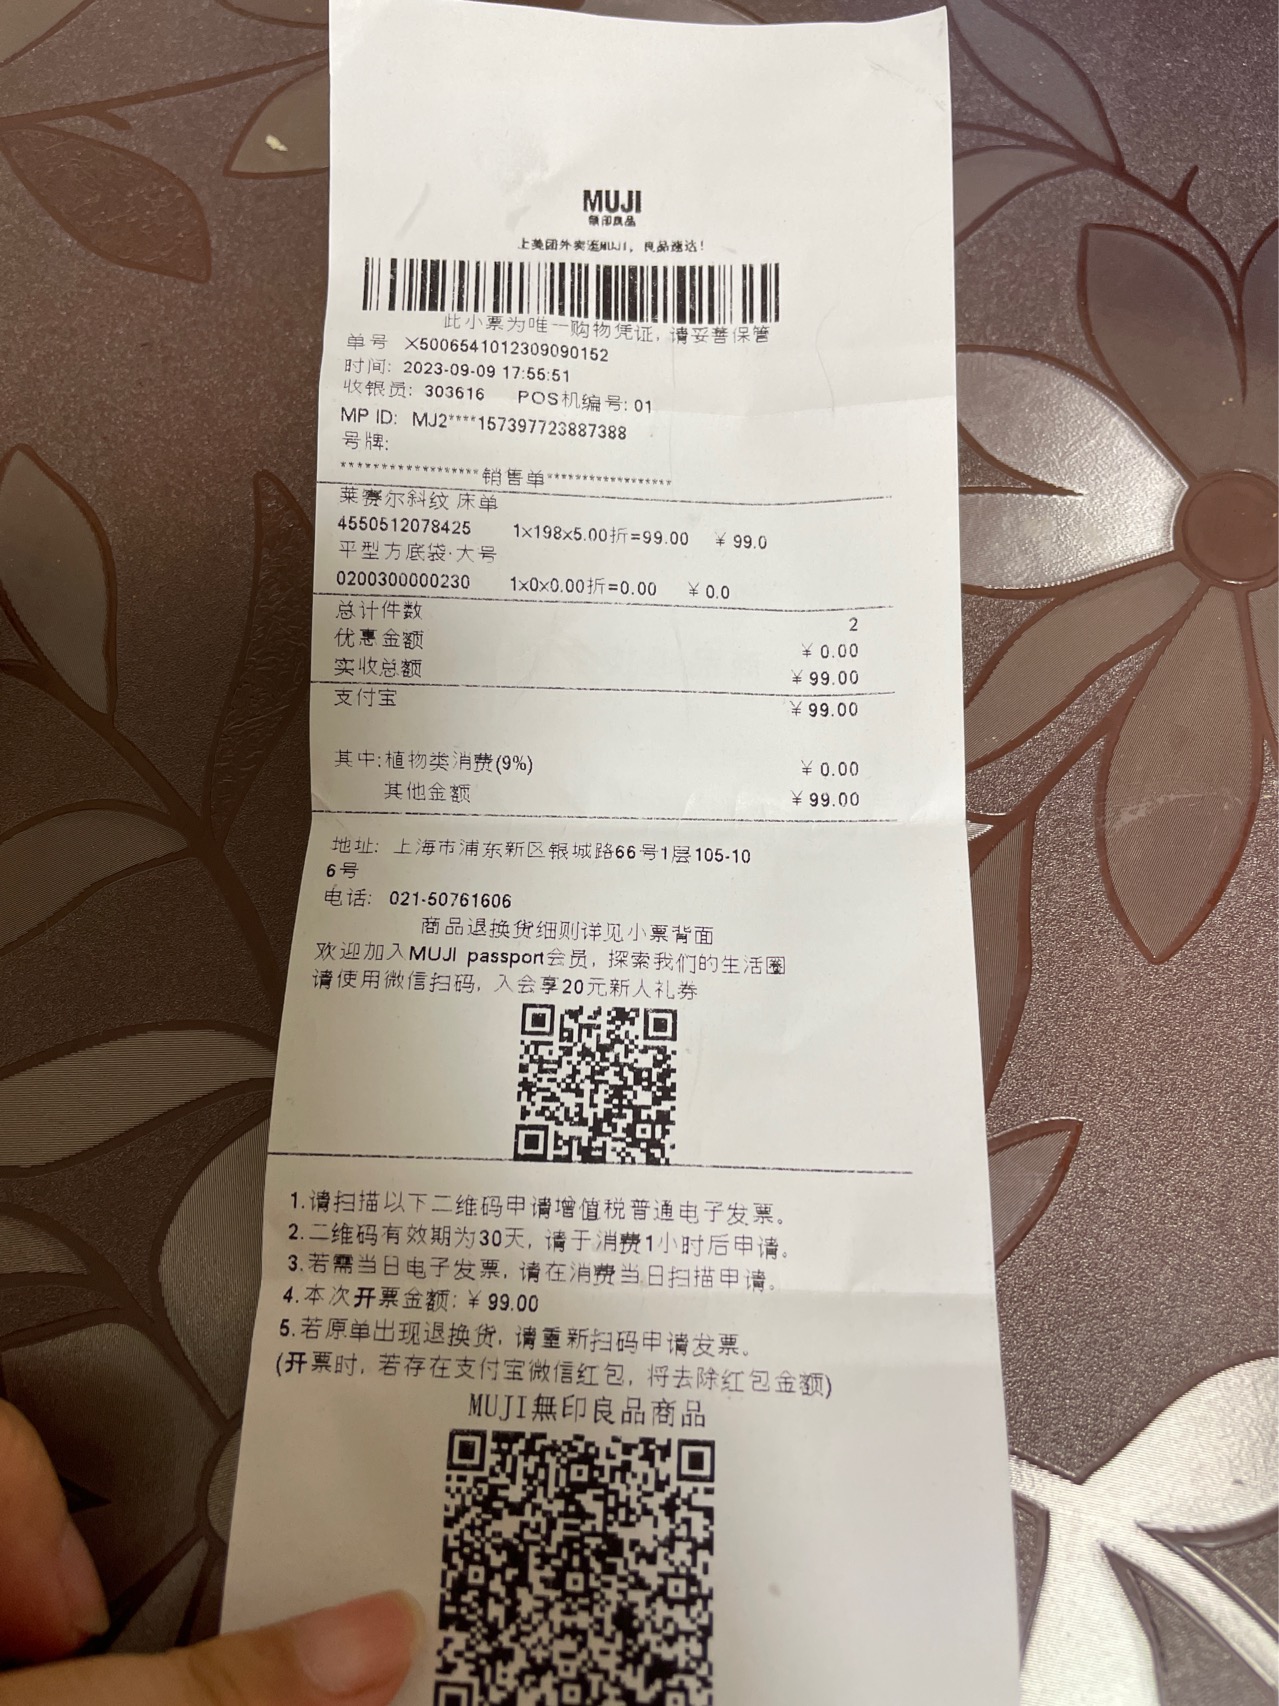 MUJI
無印良品
上美团外卖逛MUJI，良品速达！
此小票为唯一购物凭证，请妥善保管
单号 X5006541012309090152
时间: 2023-09-09 17:55:51
收银员: 303616 POS机编号: 01
MP ID: MJ2****157397723887388
号牌:
******************销售单******************
莱赛尔斜纹 床单
4550512078425 1x198x5.00折=99.00 ￥99.0
平型方底袋·大号
0200300000230 1x0x0.00折=0.00 ￥0.0
总计件数 2
优惠金额 ￥0.00
实收总额 ￥99.00
支付宝 ￥99.00
其中:植物类消费(9%) ￥0.00
其他金额 ￥99.00
地址: 上海市浦东新区银城路66号1层105-10
6号
电话: 021-50761606
商品退换货细则详见小票背面
欢迎加入MUJI passport会员，探索我们的生活圈
请使用微信扫码，入会享20元新人礼券
1.请扫描以下二维码申请增值税普通电子发票。
2.二维码有效期为30天，请于消费1小时后申请。
3.若需当日电子发票，请在消费当日扫描申请。
4.本次开票金额:￥99.00
5.若原单出现退换货，请重新扫码申请发票。
(开票时，若存在支付宝微信红包，将去除红包金额)
MUJI無印良品商品